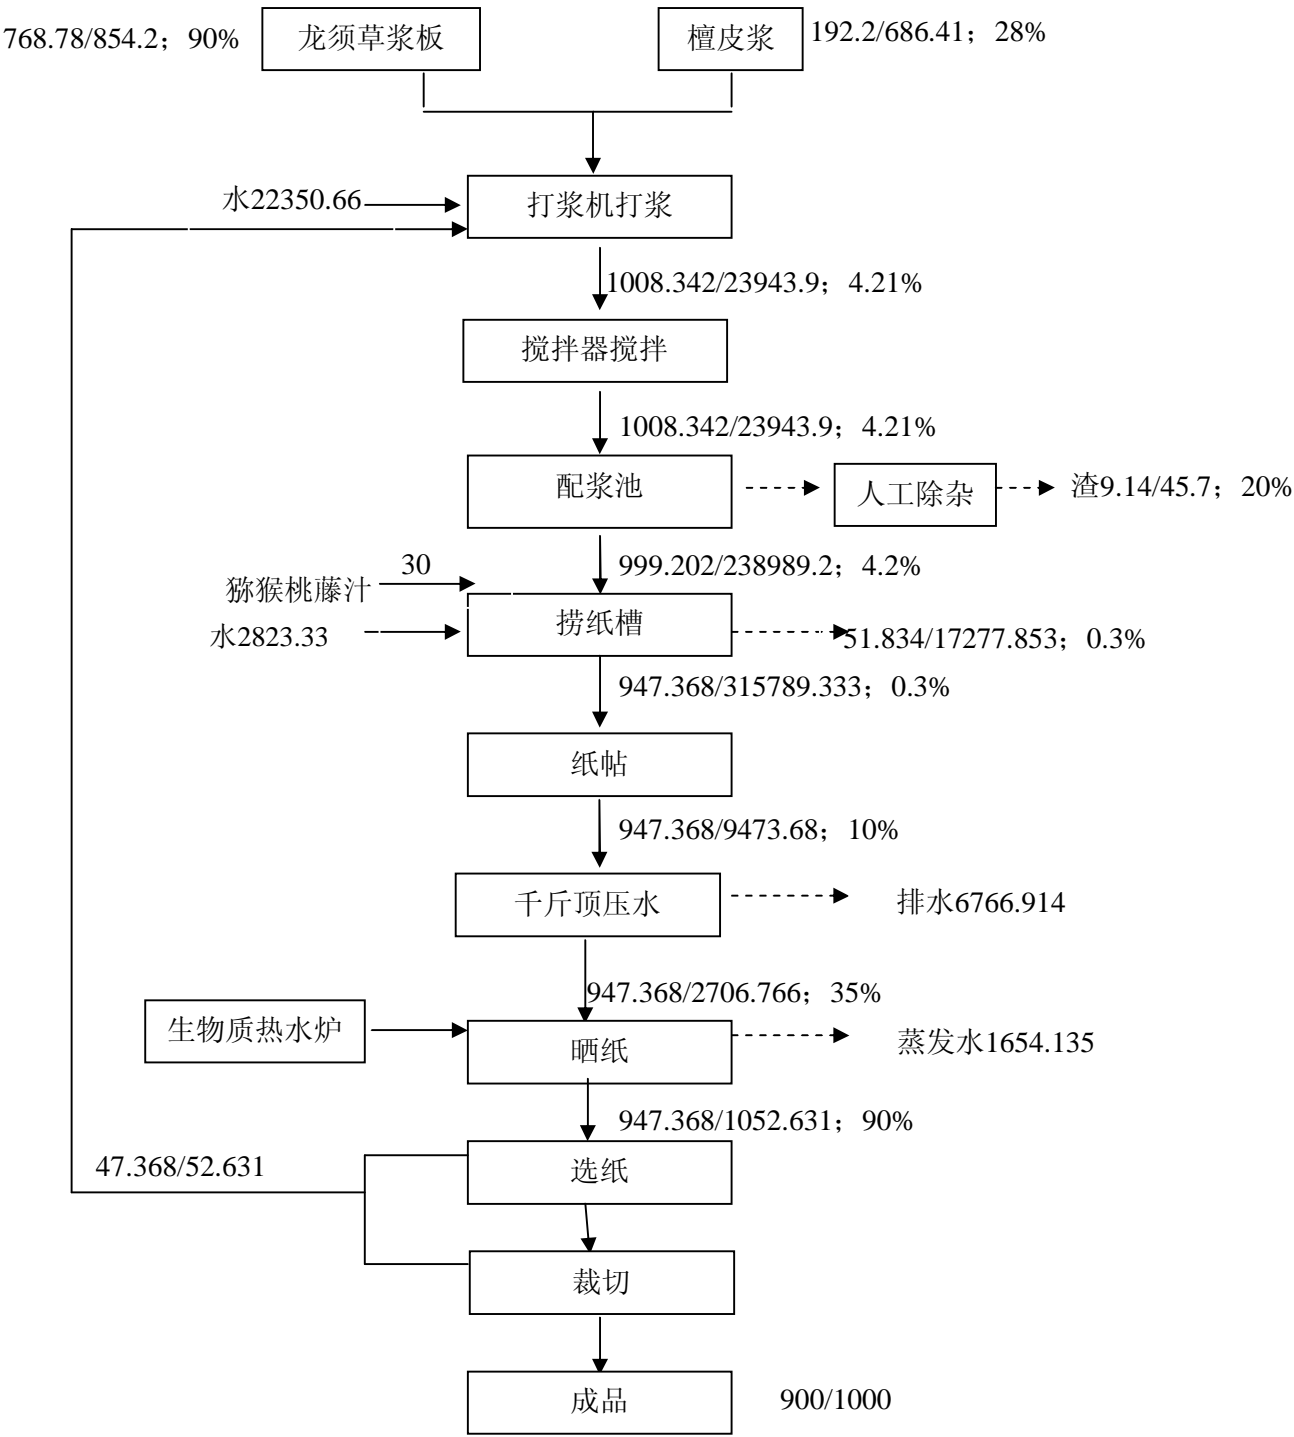 768.78/854.2；90%
龙须草浆板
檀皮浆
192.2/686.41；28%
水22350.66
打浆机打浆
1008.342/23943.9；4.21%
搅拌器搅拌
1008.342/23943.9；4.21%
配浆池
人工除杂
渣9.14/45.7；20%
999.202/238989.2；4.2%
30
猕猴桃藤汁
捞纸槽
水2823.33
51.834/17277.853；0.3%
947.368/315789.333；0.3%
纸帖
947.368/9473.68；10%
千斤顶压水
排水6766.914
947.368/2706.766；35%
生物质热水炉
晒纸
蒸发水1654.135
947.368/1052.631；90%
47.368/52.631
选纸
裁切
成品
900/1000